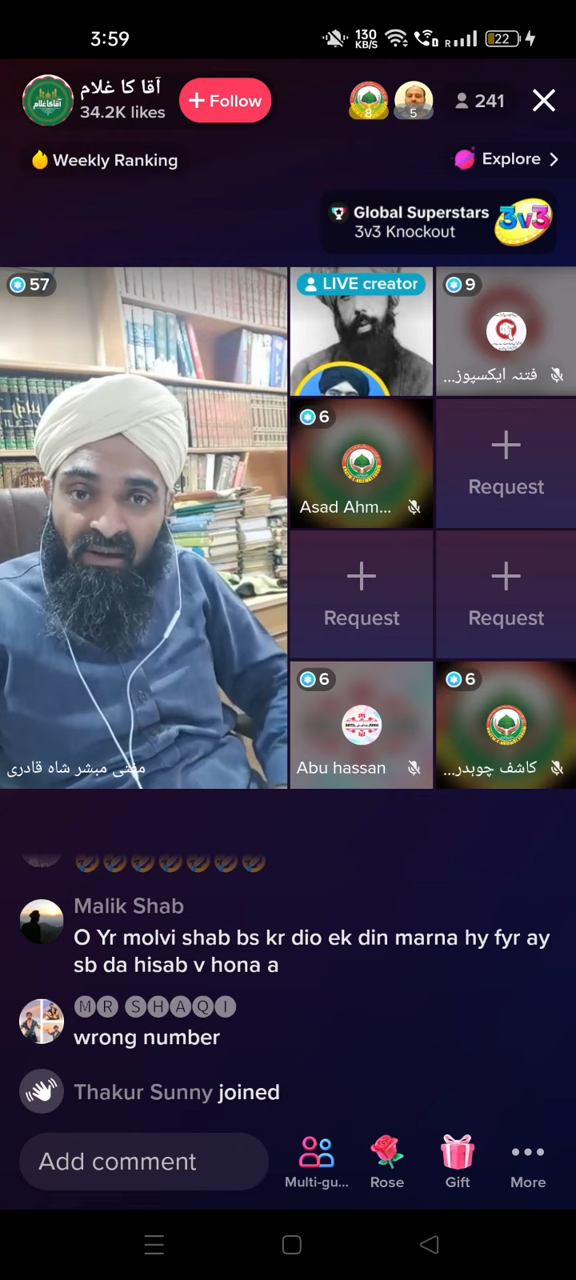 3:59
130
KB/S
R
22
آقا کا غلام
34.2K likes
+ Follow
8
5
241
Weekly Ranking
Explore
Global Superstars
3v3 Knockout
3v3
57
LIVE creator
9
فتنہ ایکسپوز...
6
Asad Ahm...
Request
Request
Request
6
Abu hassan
6
کاشف چوہدر...
مفتی مبشر شاہ قادری
Malik Shab
O Yr molvi shab bs kr dio ek din marna hy fyr ay
sb da hisab v hona a
🅜🅡 🅢🅗🅐🅠🅘
wrong number
Thakur Sunny joined
Add comment
Multi-gu...
Rose
Gift
More